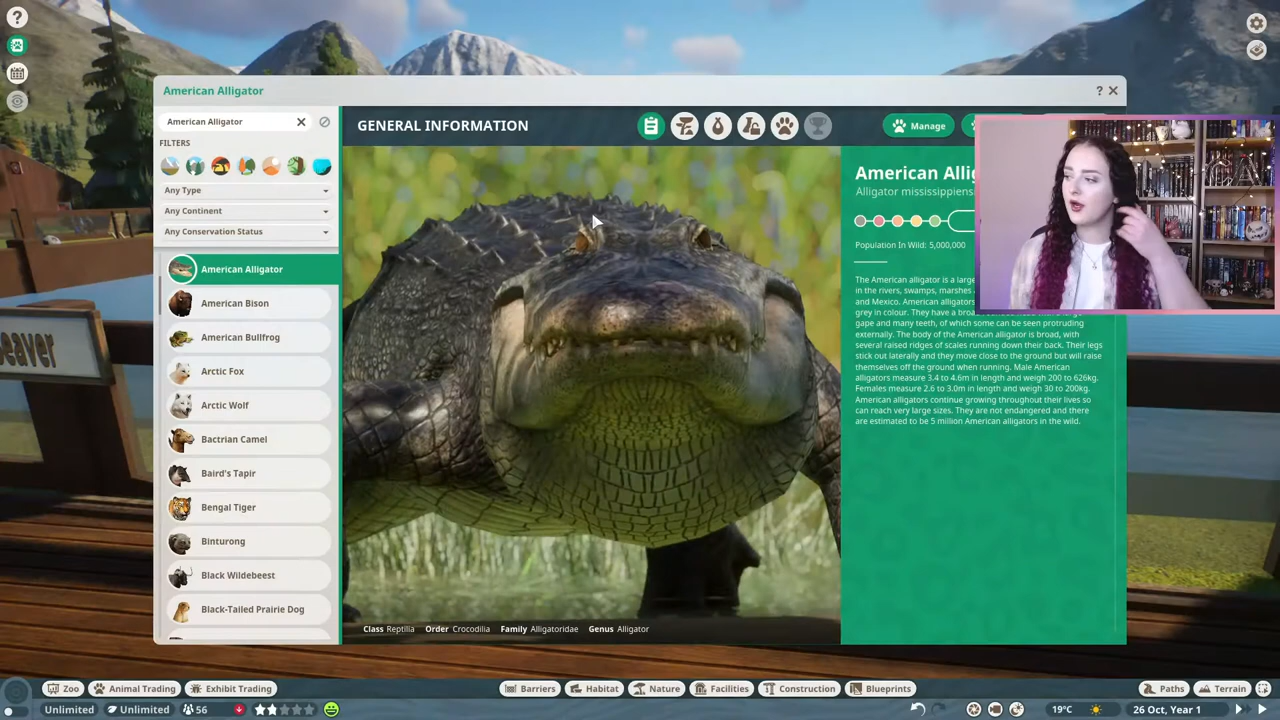 American Alligator
?
American Alligator
GENERAL INFORMATION
Manage
FILTERS
Any Type
Any Continent
Any Conservation Status
American Alligator
American Bison
American Bullfrog
Arctic Fox
Arctic Wolf
Bactrian Camel
Baird's Tapir
Bengal Tiger
Binturong
Black Wildebeest
Black-Tailed Prairie Dog
American Allig
Alligator mississippiens
Population In Wild: 5,000,000
The American alligator is a large
in the rivers, swamps, marshes
and Mexico. American alligators
grey in colour. They have a broad
gape and many teeth, of which some can be seen protruding
externally. The body of the American alligator is broad, with
several raised ridges of scales running down their back. Their legs
stick out laterally and they move close to the ground but will raise
themselves off the ground when running. Male American
alligators measure 3.4 to 4.6m in length and weigh 200 to 626kg.
Females measure 2.6 to 3.0m in length and weigh 30 to 200kg.
American alligators continue growing throughout their lives so
can reach very large sizes. They are not endangered and there
are estimated to be 5 million American alligators in the wild.
Class Reptilia Order Crocodilia Family Alligatoridae Genus Alligator
Zoo Animal Trading Exhibit Trading Barriers Habitat Nature Facilities Construction Blueprints Paths Terrain
Unlimited Unlimited 56 19°C 26 Oct, Year 1